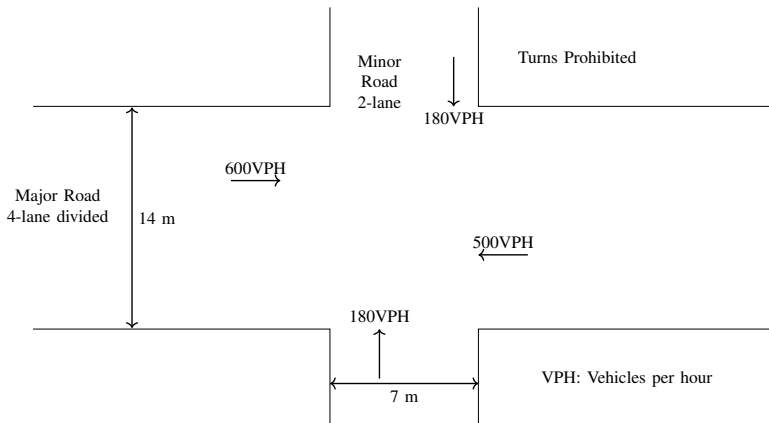 Minor
Road
2-lane
Turns Prohibited
180VPH
600VPH
Major Road
4-lane divided
14 m
500VPH
180VPH
7 m
VPH: Vehicles per hour